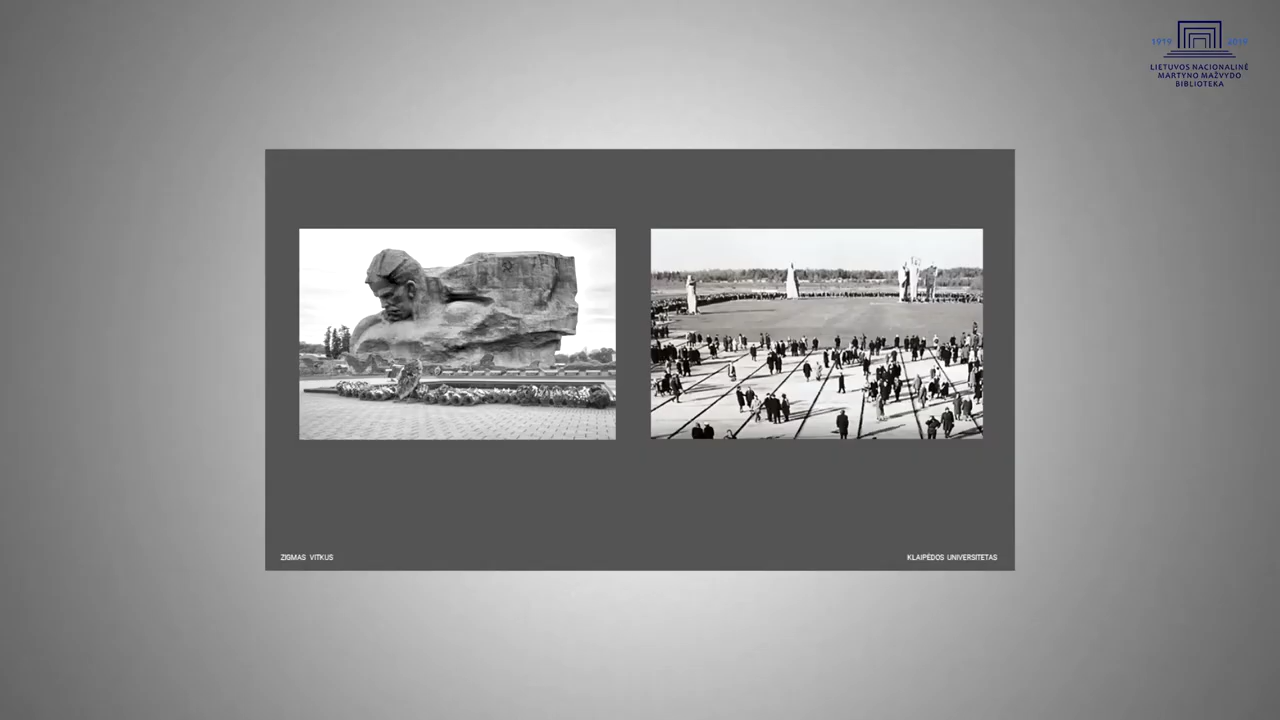 1919 2019
LIETUVOS NACIONALINĖ
MARTYNO MAŽVYDO
BIBLIOTEKA
ZIGMAS VITKUS
KLAIPĖDOS UNIVERSITETAS